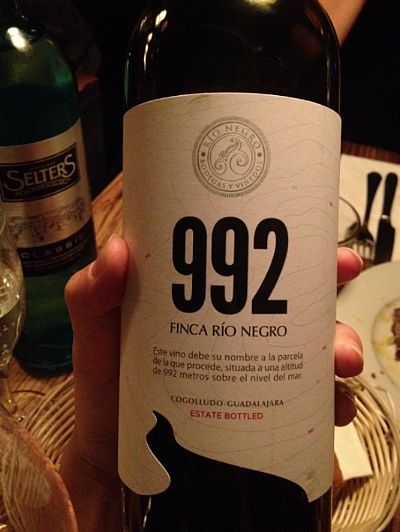 RÍO NEGRO
BODEGAS Y VIÑEDOS
992
FINCA RÍO NEGRO
Este vino debe su nombre a la parcela
de la que procede, situada a una altitud
de 992 metros sobre el nivel del mar.
COGOLLUDO-GUADALAJARA
ESTATE BOTTLED
SELTERS
CLASSIC